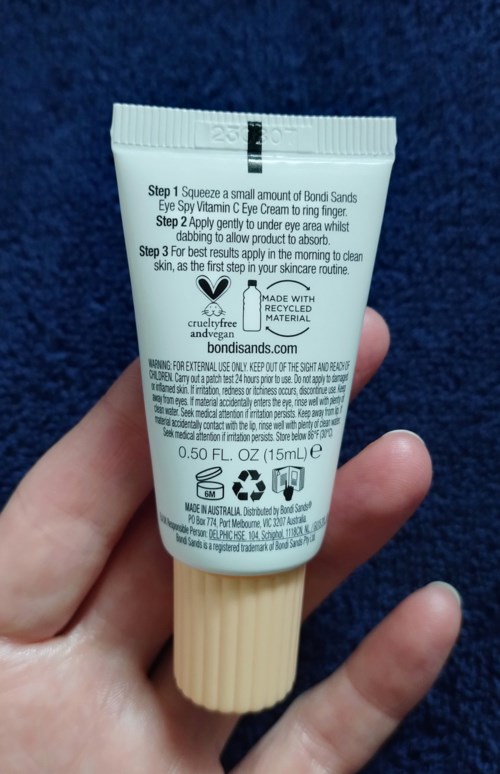 Step 1 Squeeze a small amount of Bondi Sands
Eye Spy Vitamin C Eye Cream to ring finger.
Step 2 Apply gently to under eye area whilst
dabbing to allow product to absorb.
Step 3 For best results apply in the morning to clean
skin, as the first step in your skincare routine.
crueltyfree
andvegan
MADE WITH
RECYCLED
MATERIAL
bondisands.com
WARNING: FOR EXTERNAL USE ONLY. KEEP OUT OF THE SIGHT AND REACH OF
CHILDREN. Carry out a patch test 24 hours prior to use. Do not apply to damaged
or inflamed skin. If irritation, redness or itchiness occurs, discontinue use. Keep
away from eyes. If material accidentally enters the eye, rinse well with plenty of
clean water. Seek medical attention if irritation persists. Keep away from lip. If
material accidentally contact with the lip, rinse well with plenty of clean water.
Seek medical attention if irritation persists. Store below 86°F (30°C).
0.50 FL. OZ (15mL) ℮
6M
MADE IN AUSTRALIA. Distributed by Bondi Sands®
PO Box 774, Port Melbourne, VIC 3207 Australia.
Responsible Person: DELPHIC HSE, 104, Schiphol, 1118CN, NL
Bondi Sands is a registered trademark of Bondi Sands Pty Ltd.